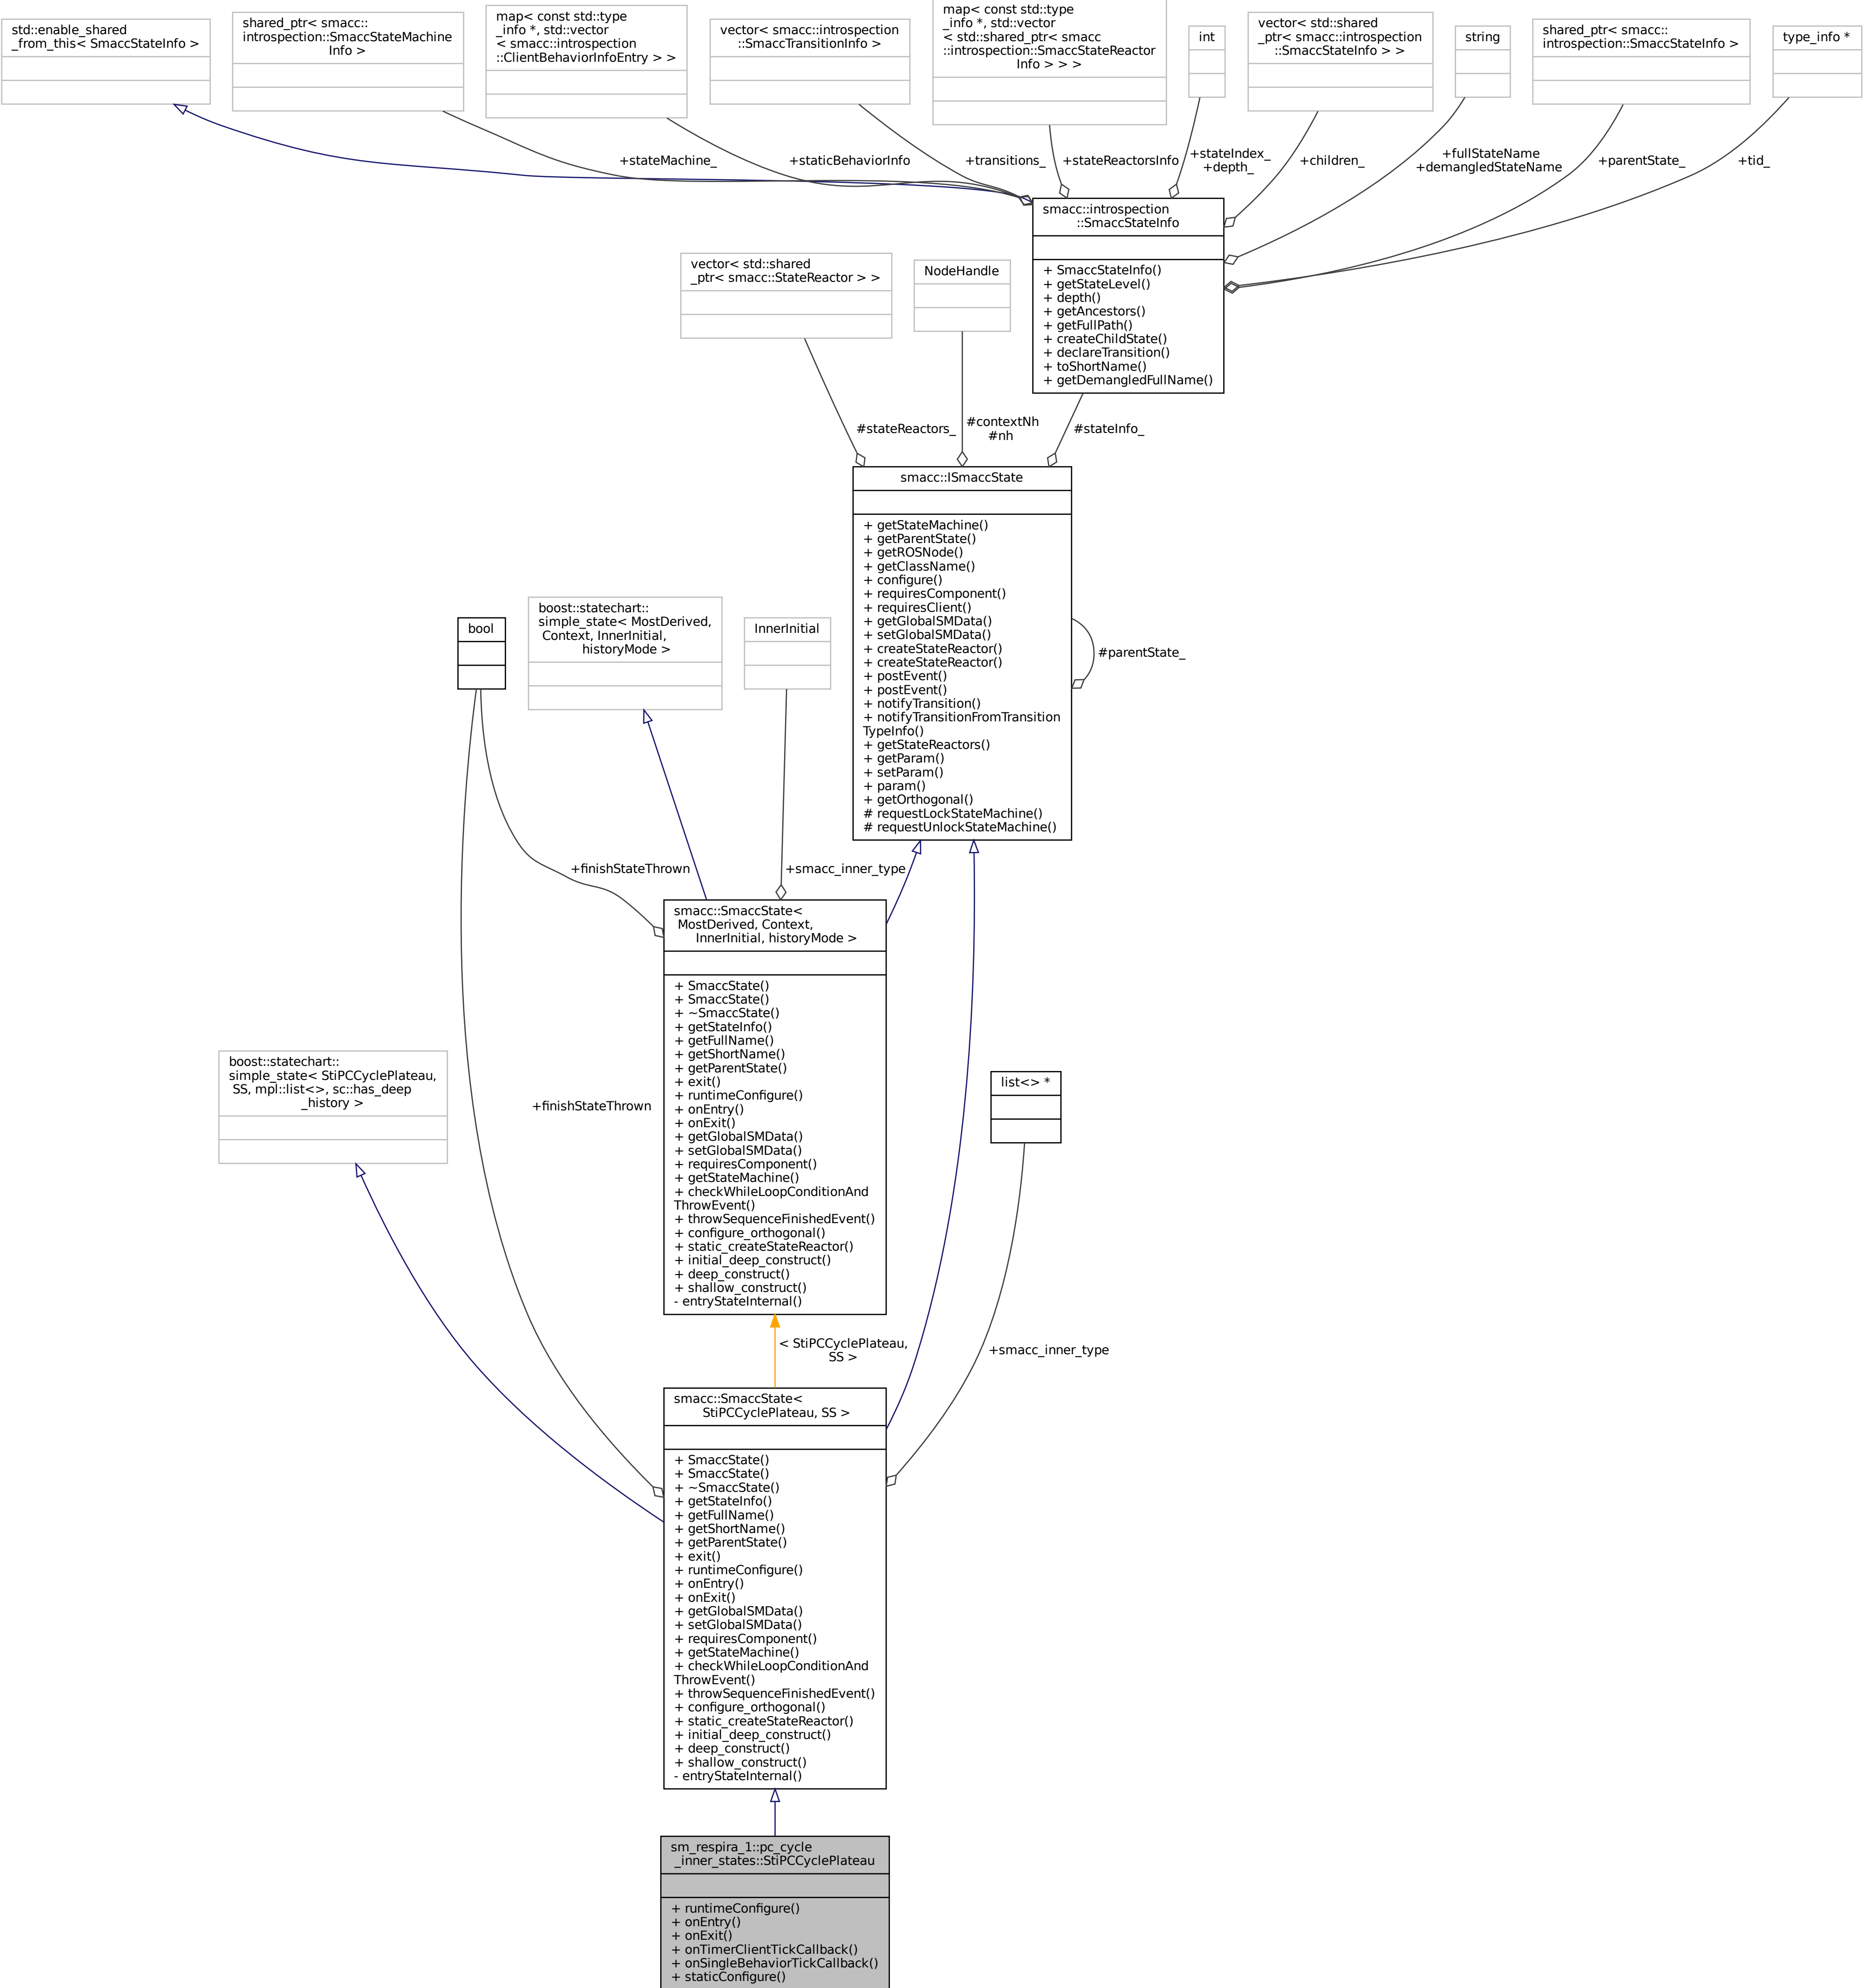 std::enable_shared
_from_this< SmaccStateInfo >
shared_ptr< smacc::
introspection::SmaccStateMachine
Info >
map< const std::type
_info *, std::vector
< smacc::introspection
::ClientBehaviorInfoEntry > >
vector< smacc::introspection
::SmaccTransitionInfo >
map< const std::type
_info *, std::vector
< std::shared_ptr< smacc
::introspection::SmaccStateReactor
Info > > >
int
vector< std::shared
_ptr< smacc::introspection
::SmaccStateInfo > >
string
shared_ptr< smacc::
introspection::SmaccStateInfo >
type_info *
+stateMachine_
+staticBehaviorInfo
+transitions_
+stateReactorsInfo
+stateIndex_
+depth_
+children_
+fullStateName
+demangledStateName
+parentState_
+tid_
smacc::introspection
::SmaccStateInfo
+ SmaccStateInfo()
+ getStateLevel()
+ depth()
+ getAncestors()
+ getFullPath()
+ createChildState()
+ declareTransition()
+ toShortName()
+ getDemangledFullName()
vector< std::shared
_ptr< smacc::StateReactor > >
NodeHandle
#stateReactors_
#contextNh
#nh
#stateInfo_
smacc::ISmaccState
+ getStateMachine()
+ getParentState()
+ getROSNode()
+ getClassName()
+ configure()
+ requiresComponent()
+ requiresClient()
+ getGlobalSMData()
+ setGlobalSMData()
+ createStateReactor()
+ createStateReactor()
+ postEvent()
+ postEvent()
+ notifyTransition()
+ notifyTransitionFromTransition
TypeInfo()
+ getStateReactors()
+ getParam()
+ setParam()
+ param()
+ getOrthogonal()
# requestLockStateMachine()
# requestUnlockStateMachine()
#parentState_
bool
boost::statechart::
simple_state< MostDerived,
Context, InnerInitial,
historyMode >
InnerInitial
+finishStateThrown
+smacc_inner_type
smacc::SmaccState<
MostDerived, Context,
InnerInitial, historyMode >
+ SmaccState()
+ SmaccState()
+ ~SmaccState()
+ getStateInfo()
+ getFullName()
+ getShortName()
+ getParentState()
+ exit()
+ runtimeConfigure()
+ onEntry()
+ onExit()
+ getGlobalSMData()
+ setGlobalSMData()
+ requiresComponent()
+ getStateMachine()
+ checkWhileLoopConditionAnd
ThrowEvent()
+ throwSequenceFinishedEvent()
+ configure_orthogonal()
+ static_createStateReactor()
+ initial_deep_construct()
+ deep_construct()
+ shallow_construct()
- entryStateInternal()
boost::statechart::
simple_state< StiPCCyclePlateau,
SS, mpl::list<>, sc::has_deep
_history >
+finishStateThrown
list<> *
< StiPCCyclePlateau,
SS >
+smacc_inner_type
smacc::SmaccState<
StiPCCyclePlateau, SS >
+ SmaccState()
+ SmaccState()
+ ~SmaccState()
+ getStateInfo()
+ getFullName()
+ getShortName()
+ getParentState()
+ exit()
+ runtimeConfigure()
+ onEntry()
+ onExit()
+ getGlobalSMData()
+ setGlobalSMData()
+ requiresComponent()
+ getStateMachine()
+ checkWhileLoopConditionAnd
ThrowEvent()
+ throwSequenceFinishedEvent()
+ configure_orthogonal()
+ static_createStateReactor()
+ initial_deep_construct()
+ deep_construct()
+ shallow_construct()
- entryStateInternal()
sm_respira_1::pc_cycle
_inner_states::StiPCCyclePlateau
+ runtimeConfigure()
+ onEntry()
+ onExit()
+ onTimerClientTickCallback()
+ onSingleBehaviorTickCallback()
+ staticConfigure()